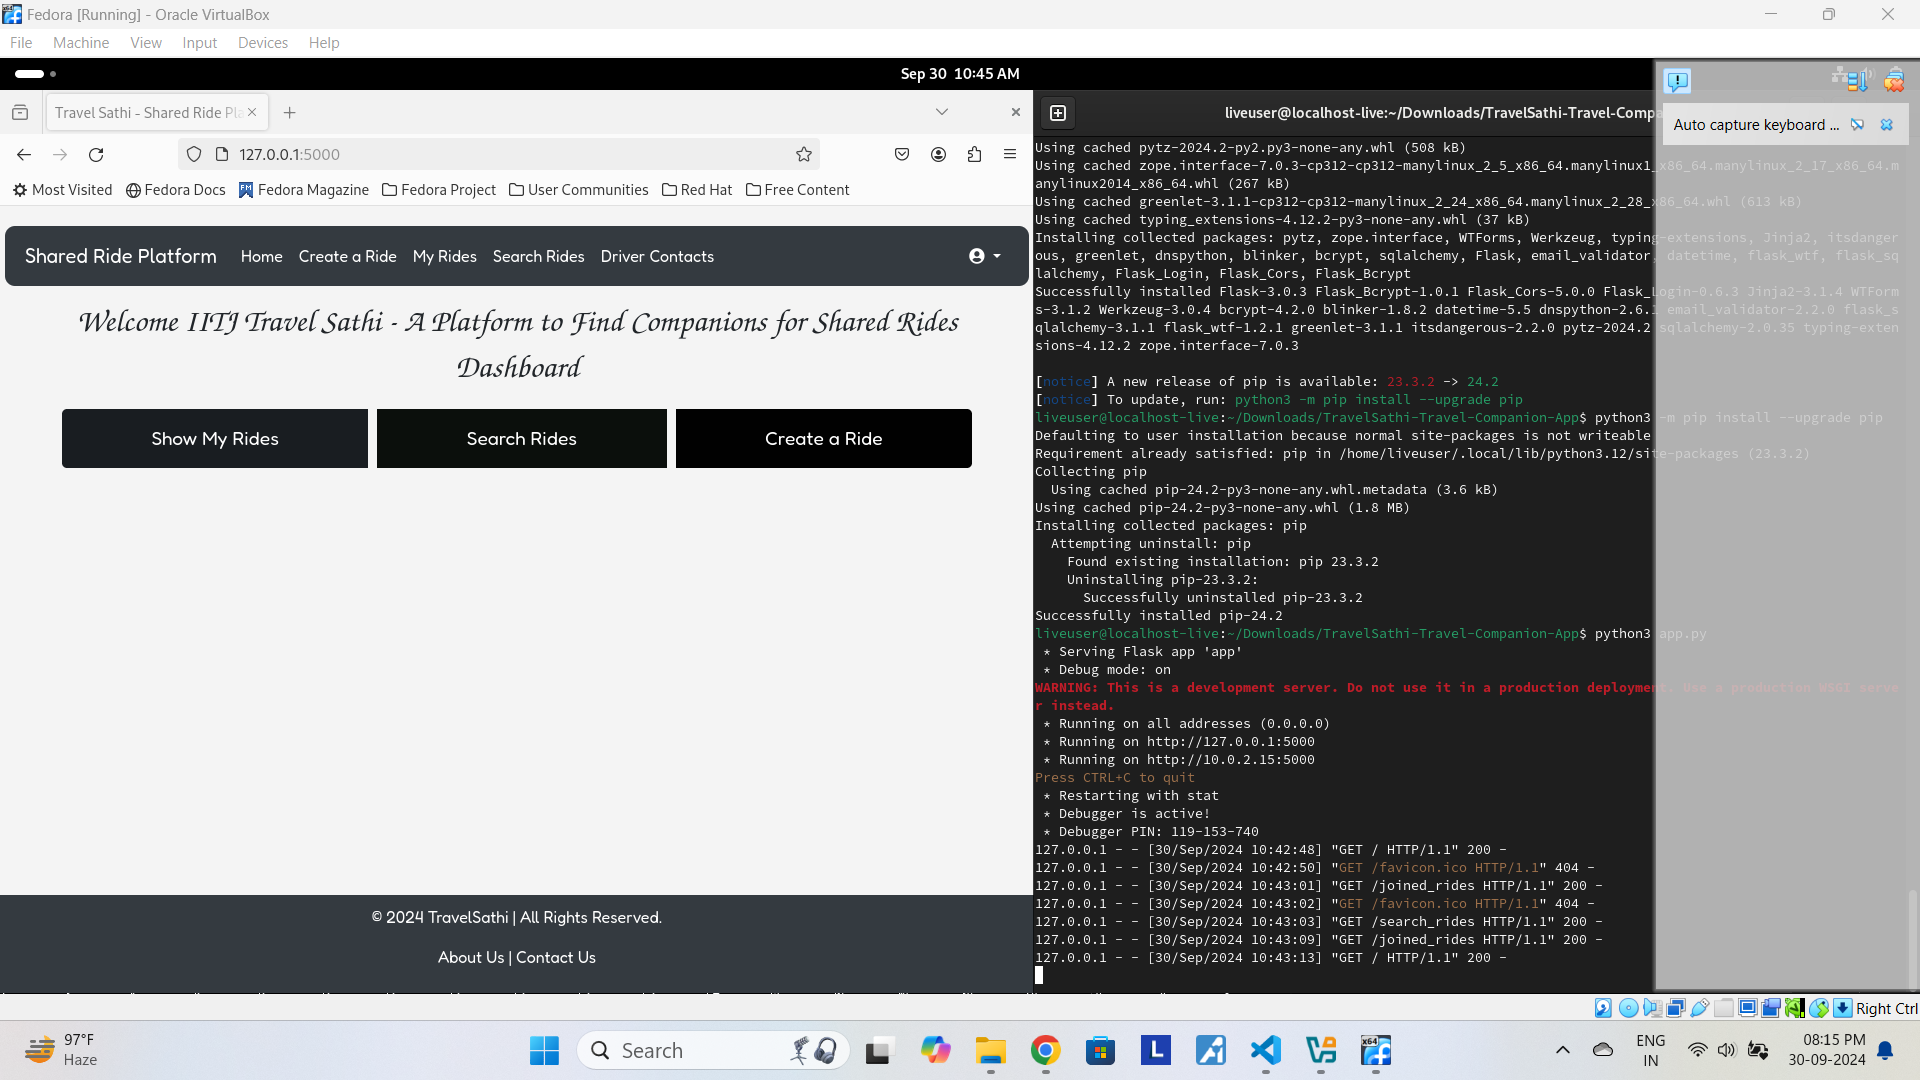 Fedora [Running] - Oracle VirtualBox
File Machine View Input Devices Help
Sep 30 10:45 AM
Travel Sathi - Shared Ride Pla
127.0.0.1:5000
Most Visited Fedora Docs Fedora Magazine Fedora Project User Communities Red Hat Free Content
Shared Ride Platform Home Create a Ride My Rides Search Rides Driver Contacts
Welcome IITJ Travel Sathi - A Platform to Find Companions for Shared Rides
Dashboard
Show My Rides Search Rides Create a Ride
© 2024 TravelSathi | All Rights Reserved.
About Us | Contact Us
liveuser@localhost-live:~/Downloads/TravelSathi-Travel-Compa
Auto capture keyboard ...
Using cached pytz-2024.2-py2.py3-none-any.whl (508 kB)
Using cached zope.interface-7.0.3-cp312-cp312-manylinux_2_5_x86_64.manylinux1_x86_64.manylinux_2_17_x86_64.m
anylinux2014_x86_64.whl (267 kB)
Using cached greenlet-3.1.1-cp312-cp312-manylinux_2_24_x86_64.manylinux_2_28_x86_64.whl (613 kB)
Using cached typing_extensions-4.12.2-py3-none-any.whl (37 kB)
Installing collected packages: pytz, zope.interface, WTForms, Werkzeug, typing-extensions, Jinja2, itsdanger
ous, greenlet, dnspython, blinker, bcrypt, sqlalchemy, Flask, email_validator, datetime, flask_wtf, flask_sq
lalchemy, Flask_Login, Flask_Cors, Flask_Bcrypt
Successfully installed Flask-3.0.3 Flask_Bcrypt-1.0.1 Flask_Cors-5.0.0 Flask_Login-0.6.3 Jinja2-3.1.4 WTForm
s-3.1.2 Werkzeug-3.0.4 bcrypt-4.2.0 blinker-1.8.2 datetime-5.5 dnspython-2.6.1 email_validator-2.2.0 flask_s
qlalchemy-3.1.1 flask_wtf-1.2.1 greenlet-3.1.1 itsdangerous-2.2.0 pytz-2024.2 sqlalchemy-2.0.35 typing-exten
sions-4.12.2 zope.interface-7.0.3
[notice] A new release of pip is available: 23.3.2 -> 24.2
[notice] To update, run: python3 -m pip install --upgrade pip
liveuser@localhost-live:~/Downloads/TravelSathi-Travel-Companion-App$ python3 -m pip install --upgrade pip
Defaulting to user installation because normal site-packages is not writeable
Requirement already satisfied: pip in /home/liveuser/.local/lib/python3.12/site-packages (23.3.2)
Collecting pip
Using cached pip-24.2-py3-none-any.whl.metadata (3.6 kB)
Using cached pip-24.2-py3-none-any.whl (1.8 MB)
Installing collected packages: pip
Attempting uninstall: pip
Found existing installation: pip 23.3.2
Uninstalling pip-23.3.2:
Successfully uninstalled pip-23.3.2
Successfully installed pip-24.2
liveuser@localhost-live:~/Downloads/TravelSathi-Travel-Companion-App$ python3 app.py
* Serving Flask app 'app'
* Debug mode: on
WARNING: This is a development server. Do not use it in a production deployment. Use a production WSGI serve
r instead.
* Running on all addresses (0.0.0.0)
* Running on http://127.0.0.1:5000
* Running on http://10.0.2.15:5000
Press CTRL+C to quit
* Restarting with stat
* Debugger is active!
* Debugger PIN: 119-153-740
127.0.0.1 - - [30/Sep/2024 10:42:48] "GET / HTTP/1.1" 200 -
127.0.0.1 - - [30/Sep/2024 10:42:50] "GET /favicon.ico HTTP/1.1" 404 -
127.0.0.1 - - [30/Sep/2024 10:43:01] "GET /joined_rides HTTP/1.1" 200 -
127.0.0.1 - - [30/Sep/2024 10:43:02] "GET /favicon.ico HTTP/1.1" 404 -
127.0.0.1 - - [30/Sep/2024 10:43:03] "GET /search_rides HTTP/1.1" 200 -
127.0.0.1 - - [30/Sep/2024 10:43:09] "GET /joined_rides HTTP/1.1" 200 -
127.0.0.1 - - [30/Sep/2024 10:43:13] "GET / HTTP/1.1" 200 -
Right Ctrl
97°F
Haze
Search
ENG
IN
08:15 PM
30-09-2024